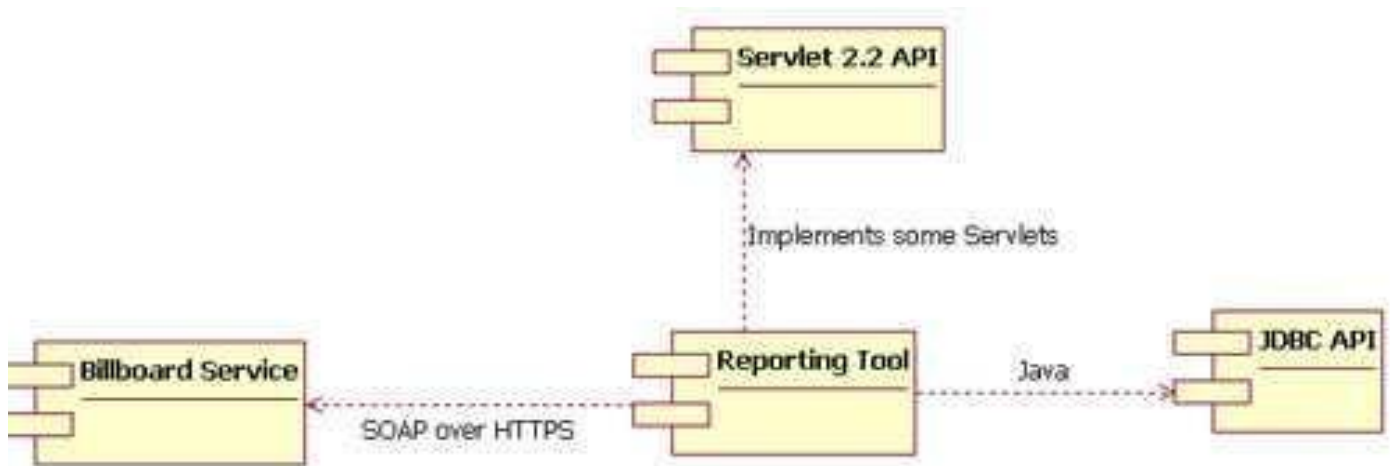 Servlet 2.2 API
Implements some Servlets
Billboard Service
SOAP over HTTPS
Reporting Tool
Java
JDBC API